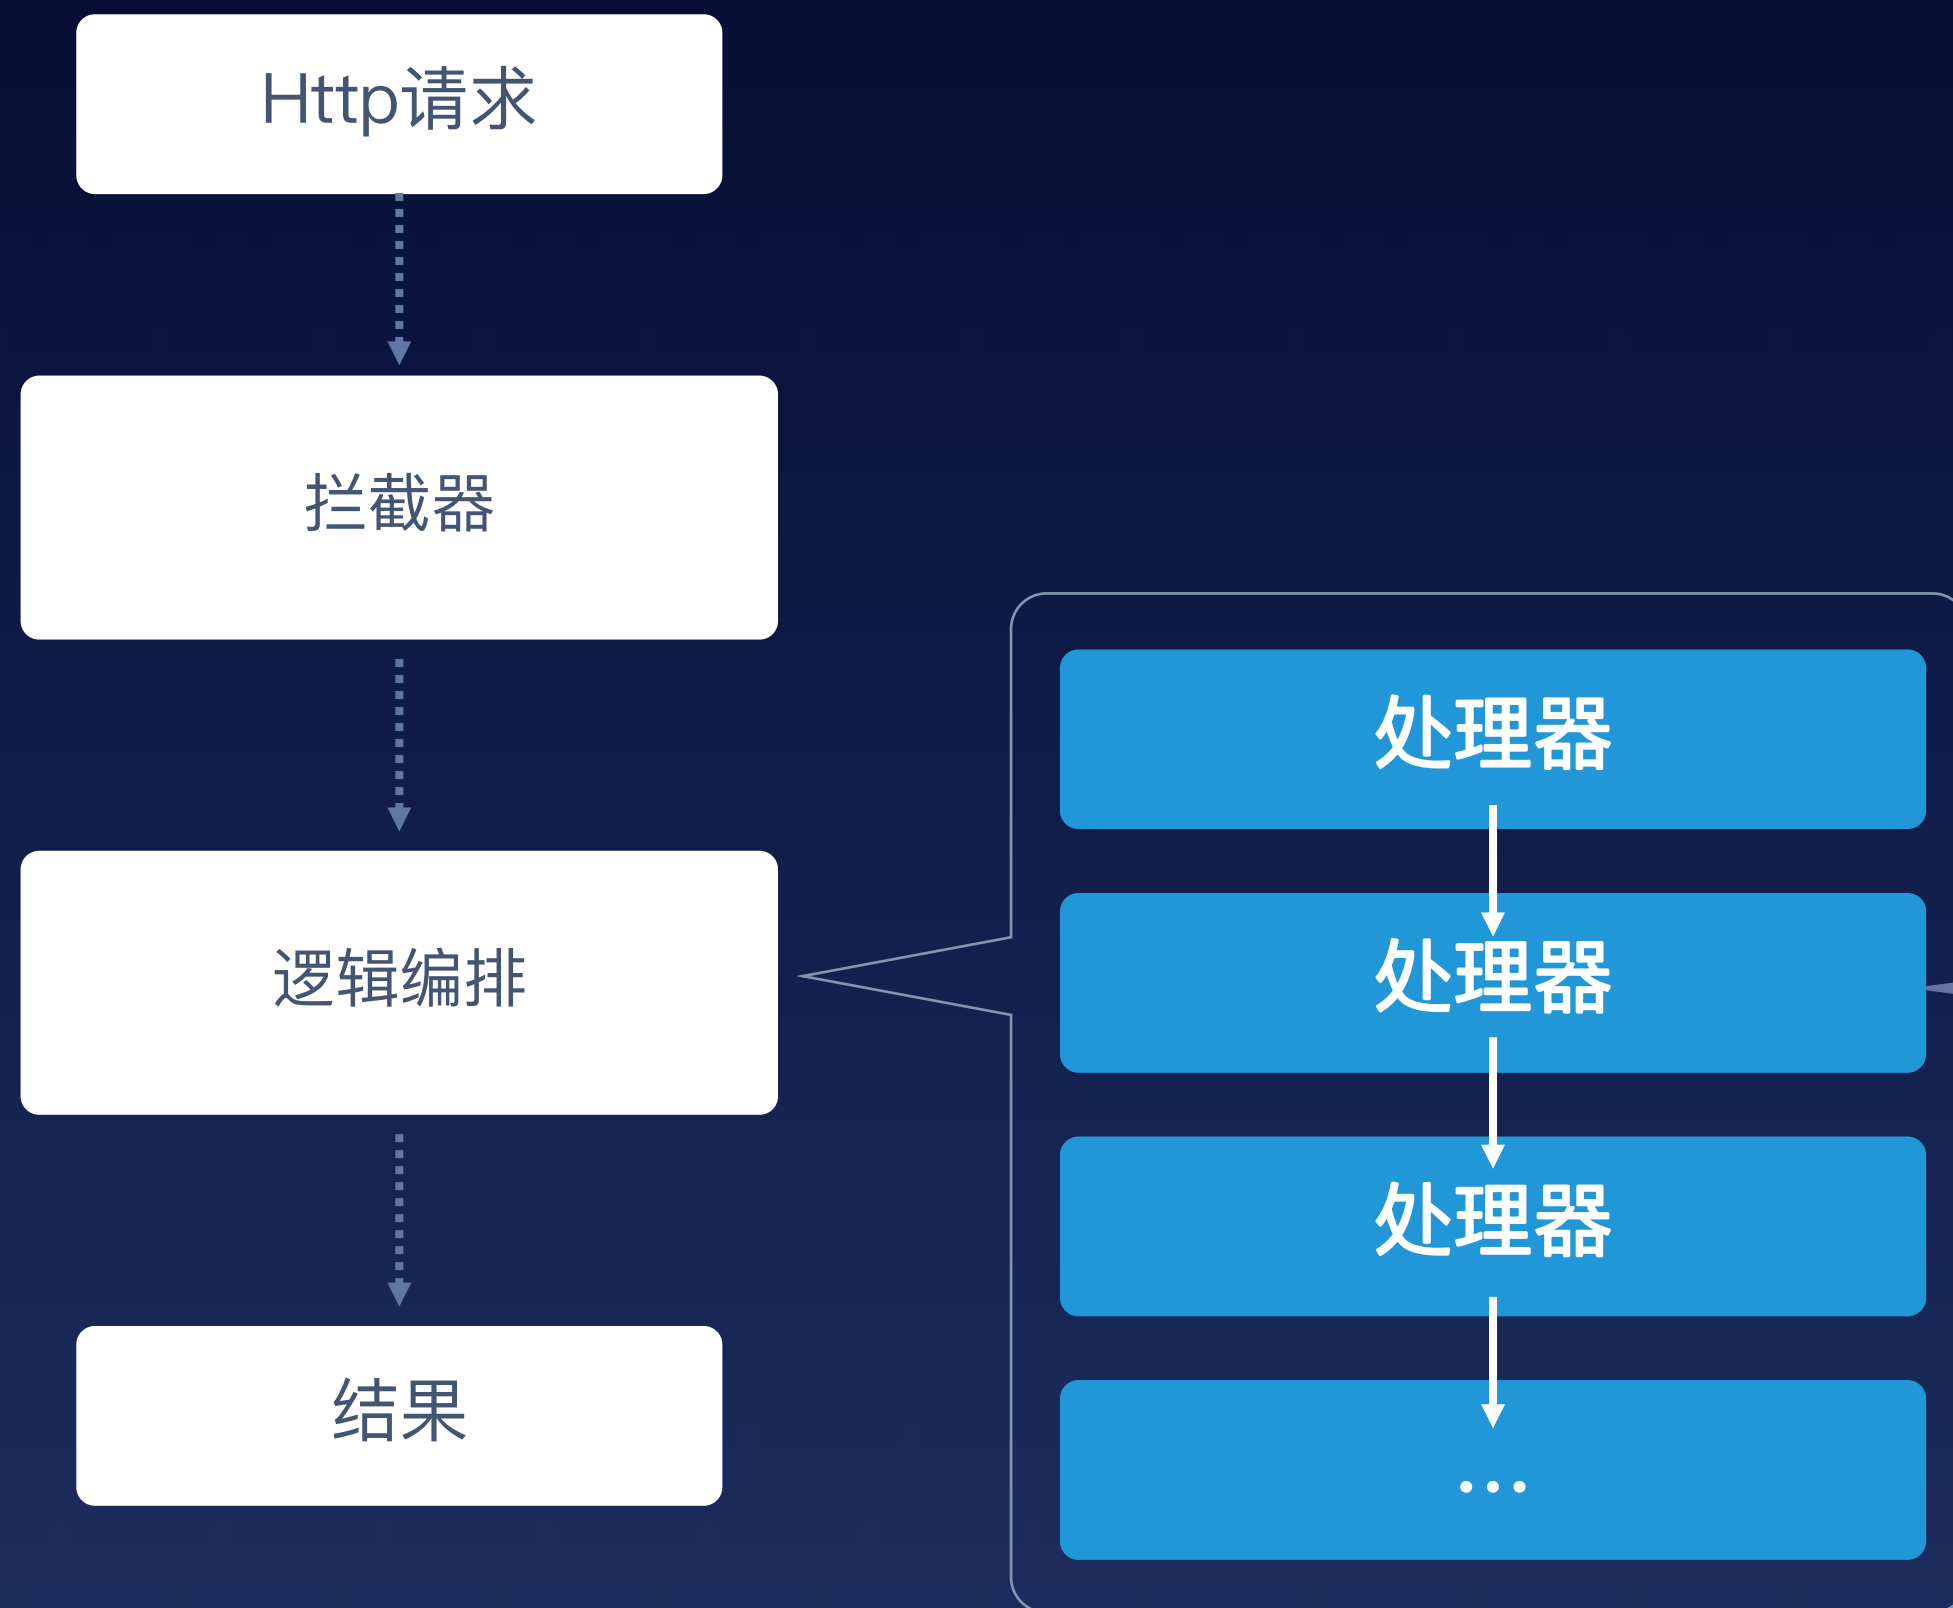 Http请求
拦截器
逻辑编排
结果
处理器
处理器
处理器
...